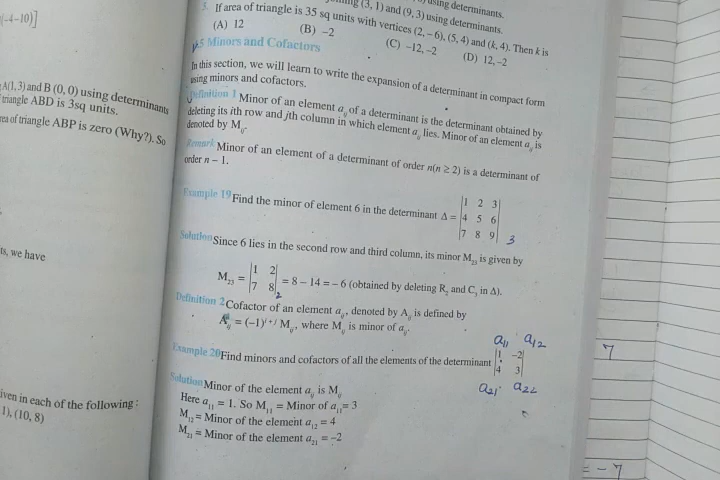 (-4-10)]
A(1, 3) and B (0, 0) using determinants
triangle ABD is 3sq units.
area of triangle ABP is zero (Why?). So
we have
given in each of the following :
1), (10, 8)
(3, 1) and (9, 3) using determinants.
3. If area of triangle is 35 sq units with vertices (2, – 6), (5, 4) and (k, 4). Then k is
(A) 12 (B) –2 (C) –12, –2 (D) 12, –2
.5 Minors and Cofactors
In this section, we will learn to write the expansion of a determinant in compact form
using minors and cofactors.
Definition 1 Minor of an element aᵢⱼ of a determinant is the determinant obtained by
deleting its ith row and jth column in which element aᵢⱼ lies. Minor of an element aᵢⱼ is
denoted by Mᵢⱼ.
Remark Minor of an element of a determinant of order n(n ≥ 2) is a determinant of
order n – 1.
Example 19 Find the minor of element 6 in the determinant Δ =
|1 2 3|
|4 5 6|
|7 8 9| 3
Solution Since 6 lies in the second row and third column, its minor M₂₃ is given by
M₂₃ = |1 2|
|7 8| 2 = 8 – 14 = – 6 (obtained by deleting R₂ and C₃ in Δ).
Definition 2 Cofactor of an element aᵢⱼ, denoted by Aᵢⱼ is defined by
Aᵢⱼ = (–1)ⁱ⁺ʲ Mᵢⱼ, where Mᵢⱼ is minor of aᵢⱼ.
a₁₁ a₁₂
Example 20 Find minors and cofactors of all the elements of the determinant
|1 –2|
|4 3|
a₂₁ a₂₂
Solution Minor of the element aᵢⱼ is Mᵢⱼ
Here a₁₁ = 1. So M₁₁ = Minor of a₁₁= 3
M₁₂ = Minor of the element a₁₂ = 4
M₂₁ = Minor of the element a₂₁ = –2
7
= – 7